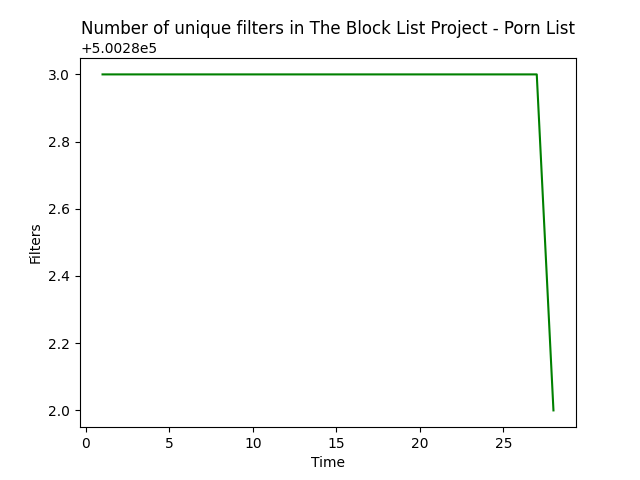 Number of unique filters in The Block List Project - Porn List
+5.0028e5
3.0
2.8
2.6
2.4
2.2
2.0
Filters
0 5 10 15 20 25
Time